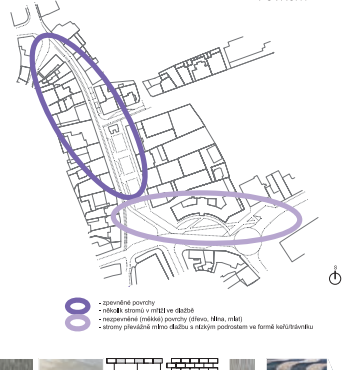 S
- zpevněné povrchy
- několik stromů v mříži ve dlažbě
- nezpevněné (měkké) povrchy (dřevo, hlína, mlat)
- stromy převážně mimo dlažbu s nízkým podrostem ve formě keřů/trávníku